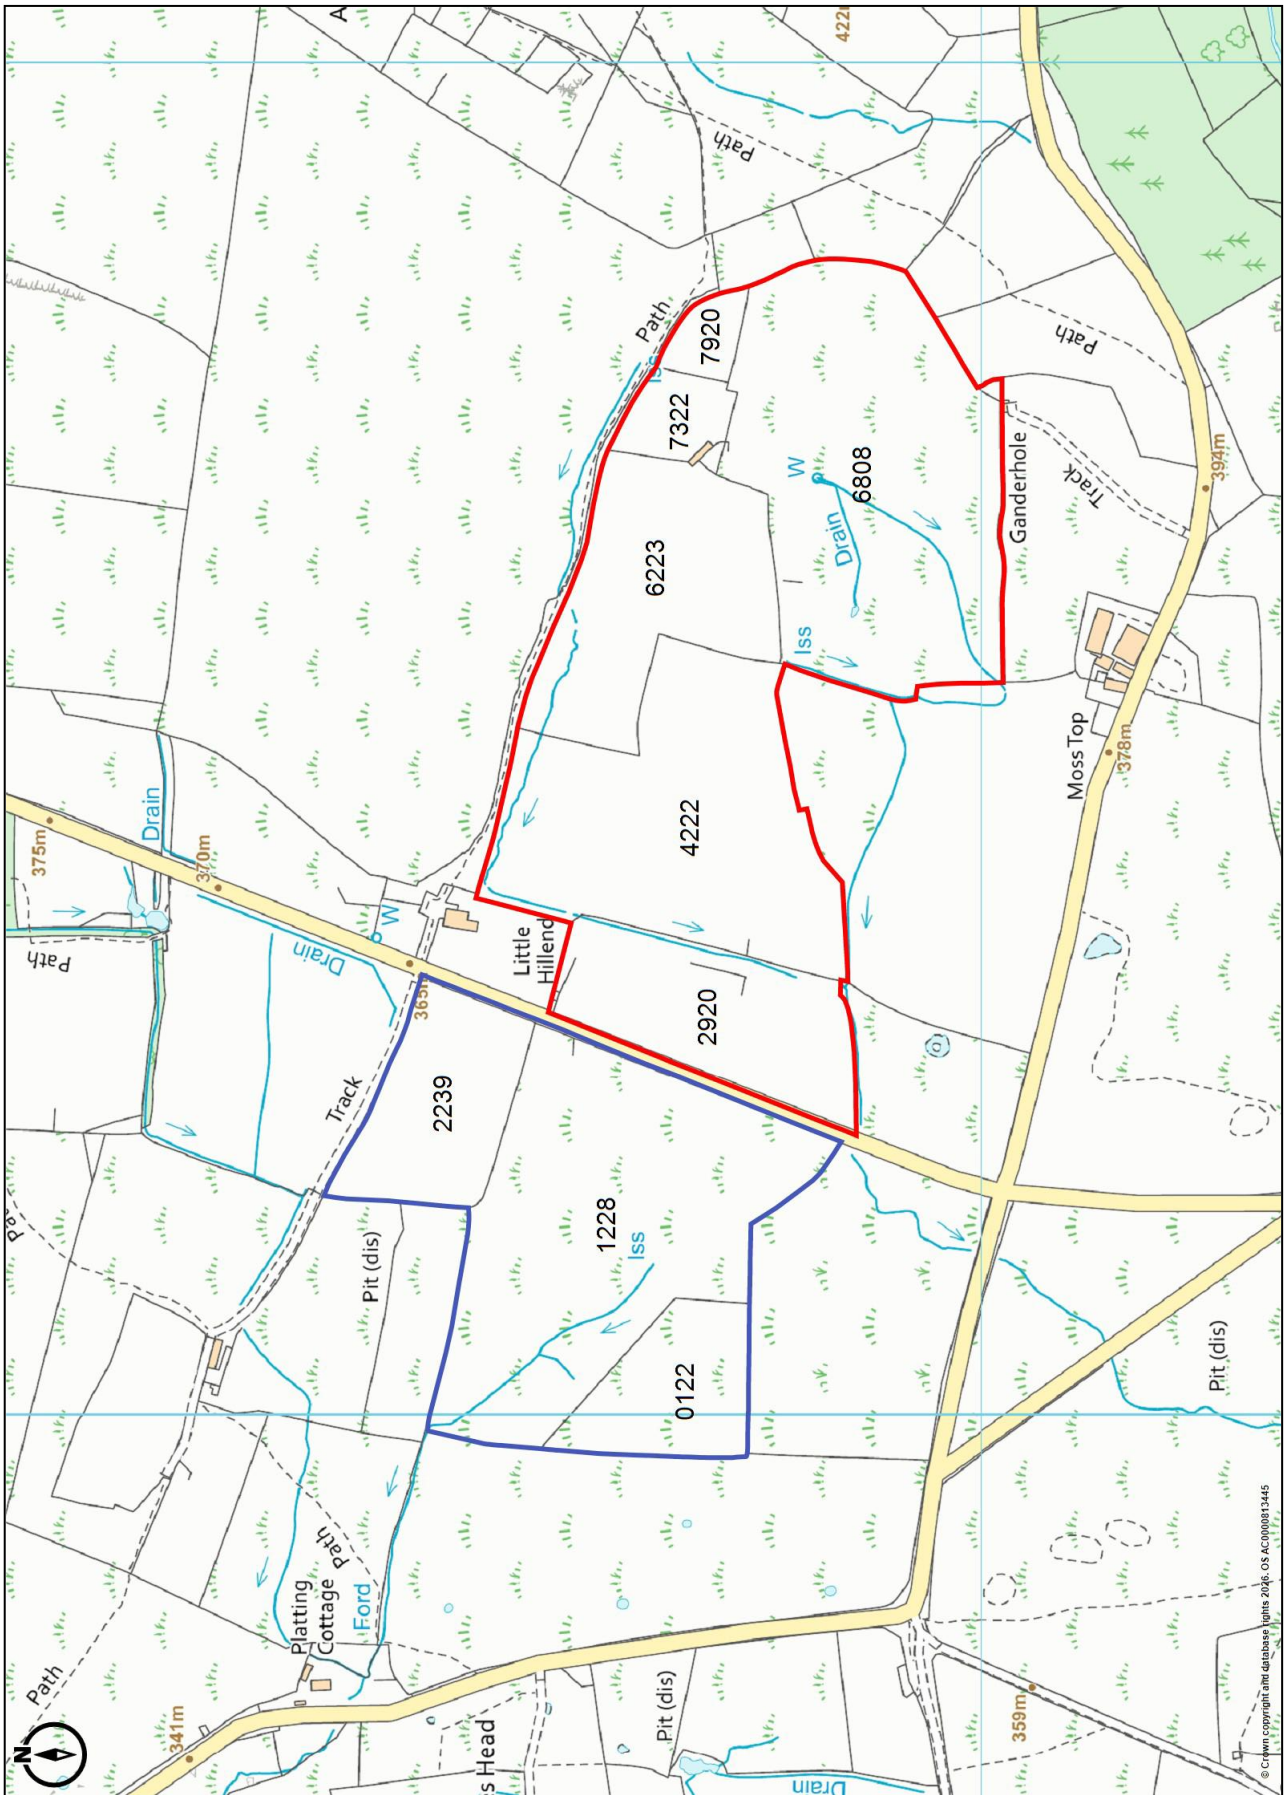 N
Path
375m
Path
A
Drain
341m
370m
Platting
Cottage
Path
Ford
Pit (dis)
Track
Drain
W
365m
2239
s Head
Little
Hillend
1228
Iss
Pit (dis)
0122
2920
4222
6223
Iss
Path
7322
7920
Path
W
Drain
6808
Iss
422
Drain
359m
Ganderhole
Moss Top
378m
Track
Path
394m
Pit (dis)
© Crown copyright and database rights 2026. OS AC0000813445